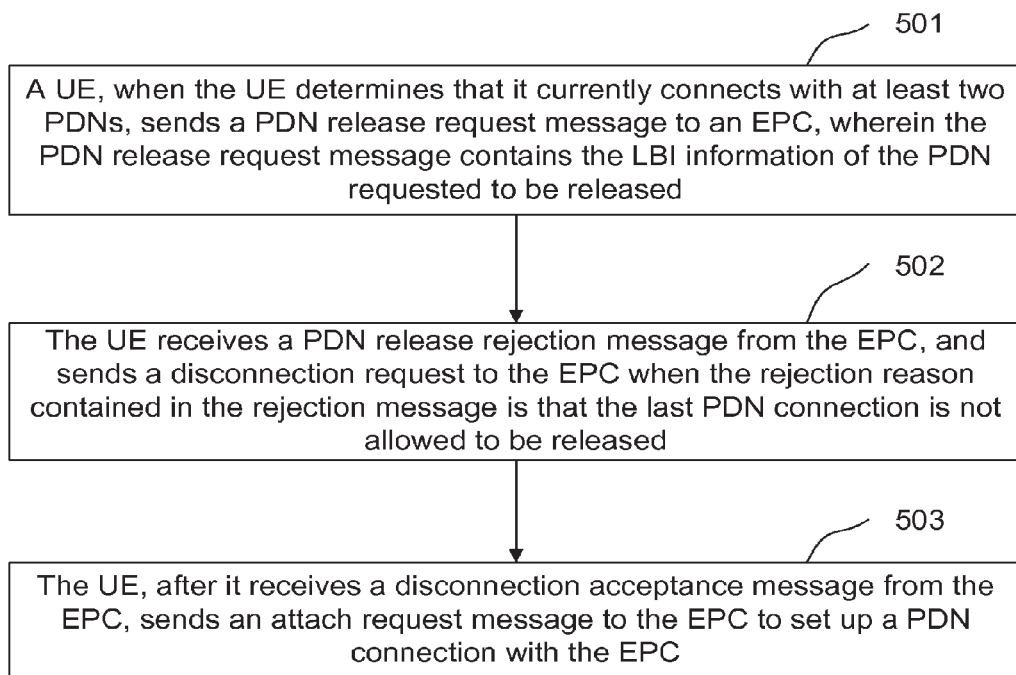 501
A UE, when the UE determines that it currently connects with at least two
PDNs, sends a PDN release request message to an EPC, wherein the
PDN release request message contains the LBI information of the PDN
requested to be released
502
The UE receives a PDN release rejection message from the EPC, and
sends a disconnection request to the EPC when the rejection reason
contained in the rejection message is that the last PDN connection is not
allowed to be released
503
The UE, after it receives a disconnection acceptance message from the
EPC, sends an attach request message to the EPC to set up a PDN
connection with the EPC